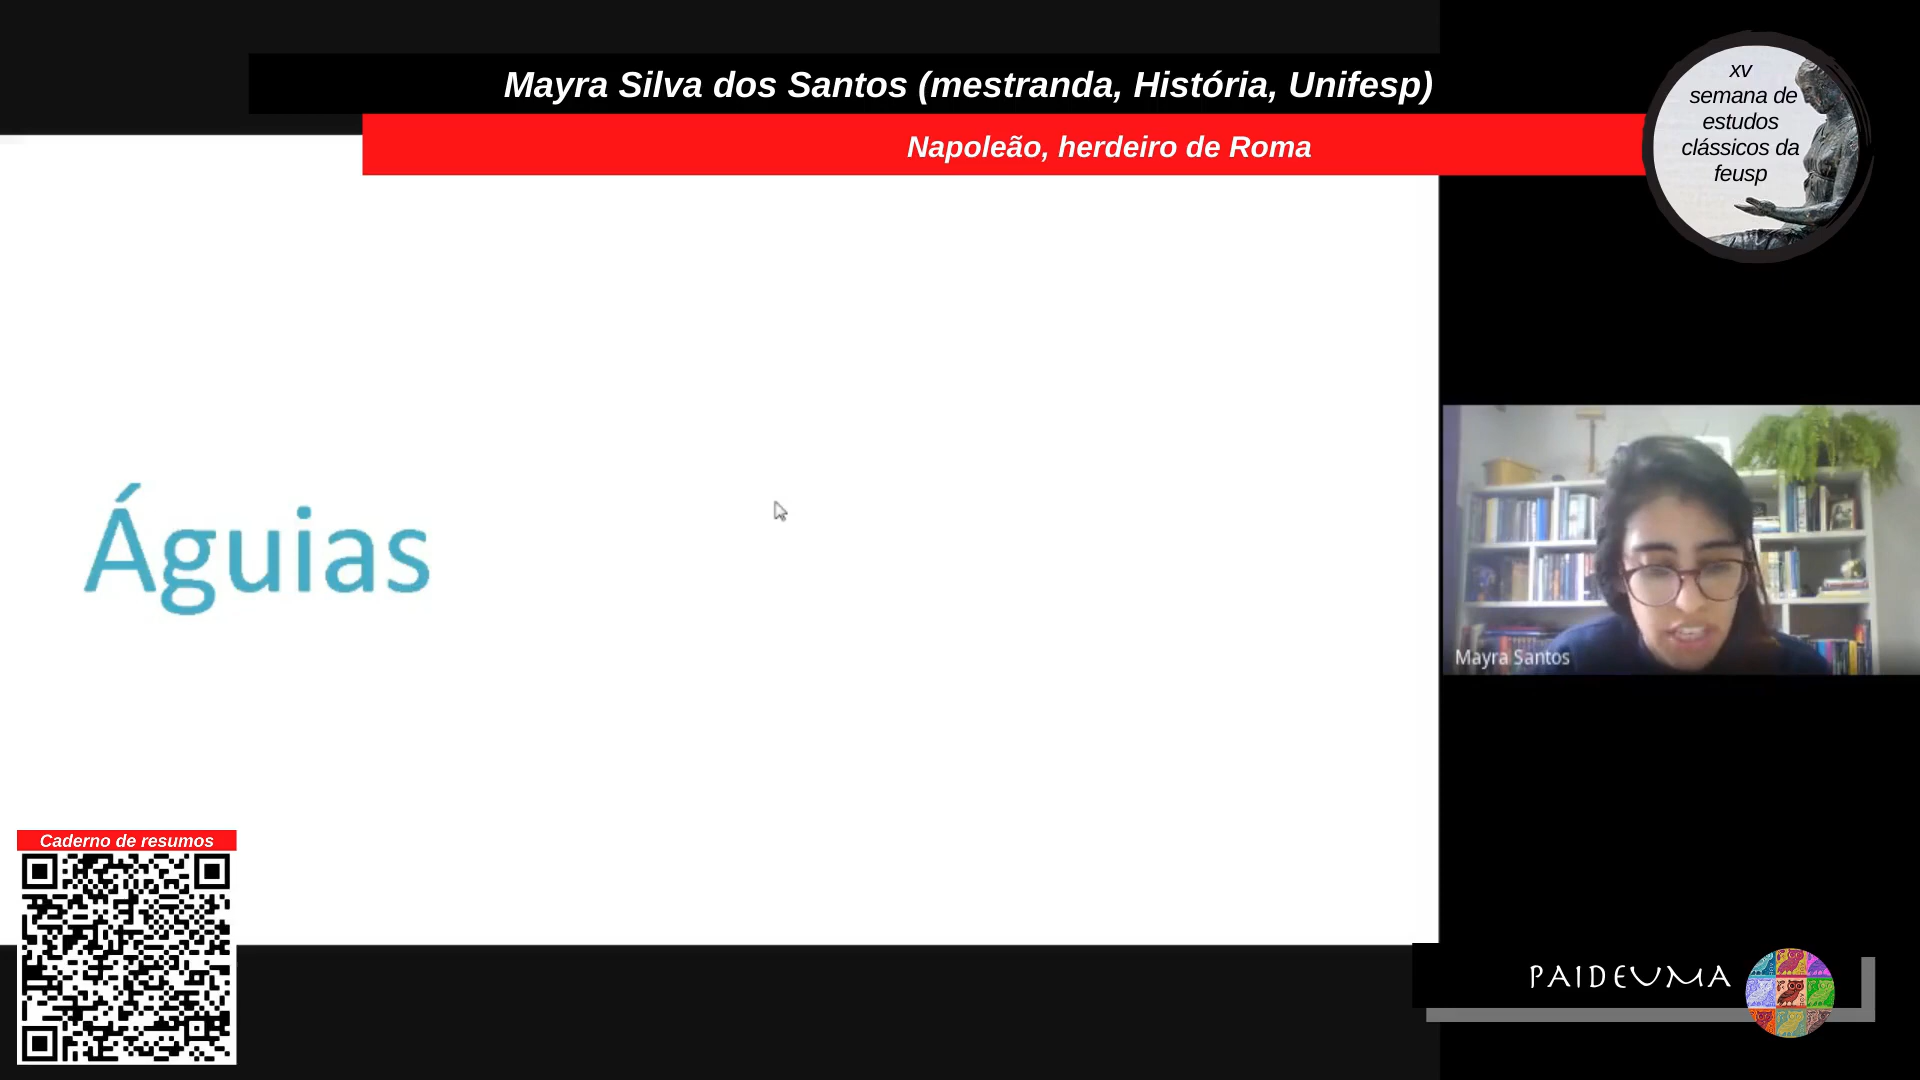 Mayra Silva dos Santos (mestranda, História, Unifesp)
Napoleão, herdeiro de Roma
xv
semana de
estudos
clássicos da
feusp
Águias
Mayra Santos
Caderno de resumos
PAIDEUMA